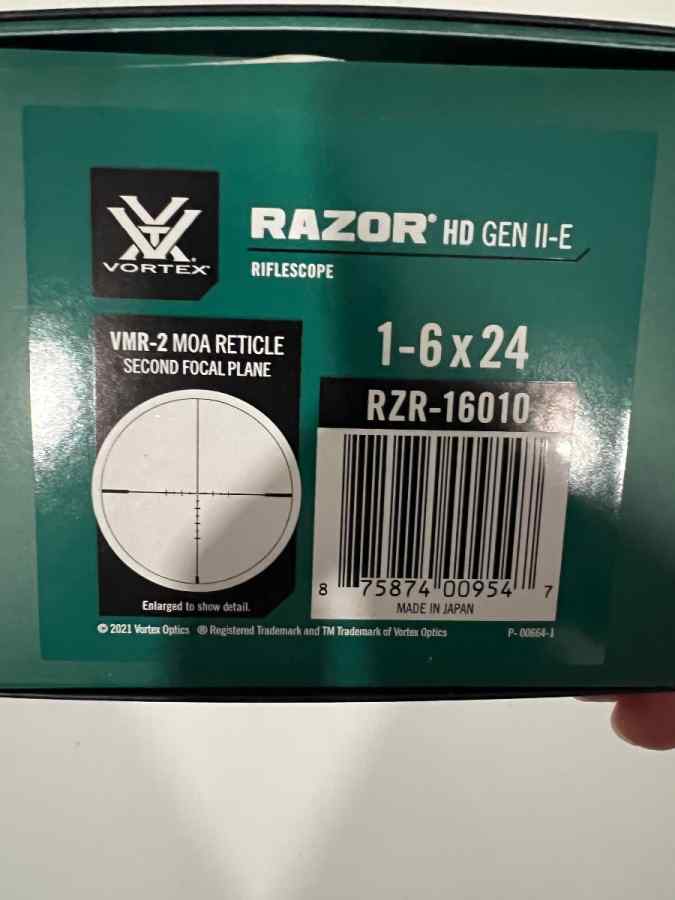 VORTEX
RAZOR® HD GEN II-E
RIFLESCOPE
VMR-2 MOA RETICLE
SECOND FOCAL PLANE
1-6x24
RZR-16010
8 75874 00954 7
MADE IN JAPAN
Enlarged to show detail.
© 2021 Vortex Optics ® Registered Trademark and TM Trademark of Vortex Optics
P- 00664-1